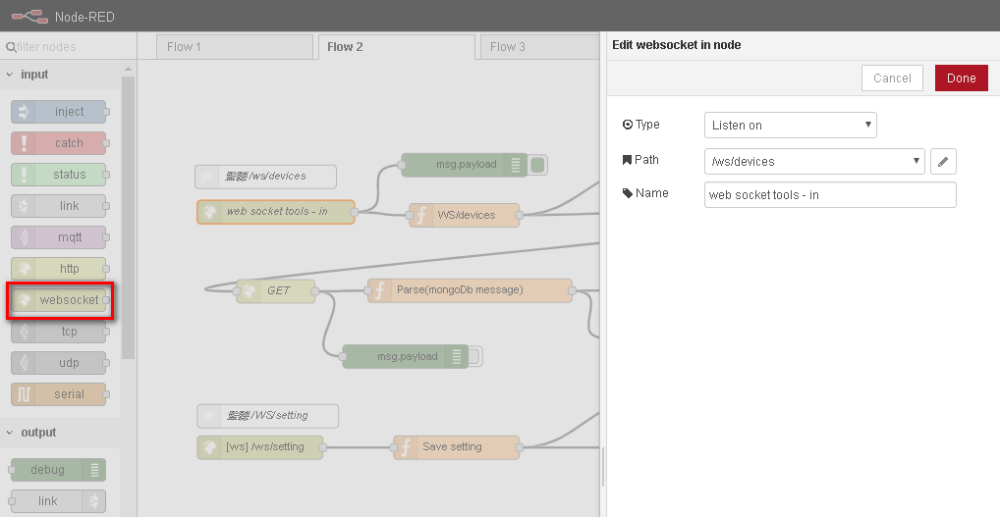 Node-RED
filter nodes
Flow 1
Flow 2
Flow 3
Edit websocket in node
Cancel
Done
input
inject
catch
status
link
mqtt
http
websocket
tcp
udp
serial
output
debug
link
監聽 /ws/devices
msg.payload
web socket tools - in
WS/devices
GET
Parse(mongoDb message)
msg.payload
監聽 /WS/setting
[ws] /ws/setting
Save setting
Type
Listen on
Path
/ws/devices
Name
web socket tools - in